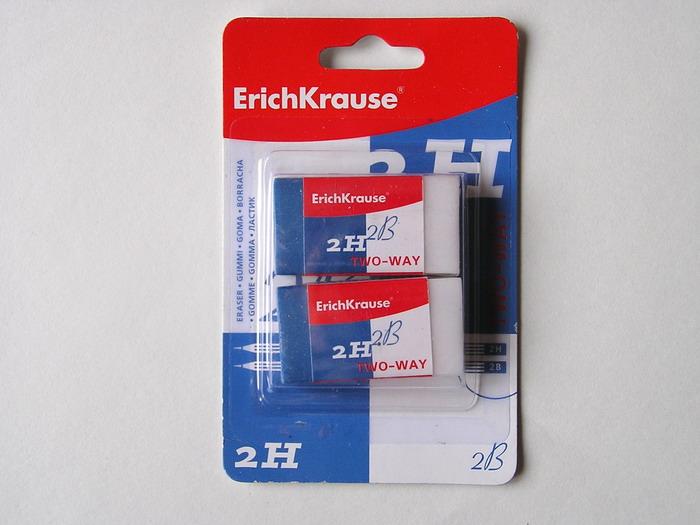 ErichKrause®
2H
ERASER • GUMMI • GOMA • BORRACHA
• GOMME • GOMMA • ЛАСТИК
ErichKrause®
2H 2B
TWO-WAY
ErichKrause®
2H 2B
TWO-WAY
2H
2B
2H
2B